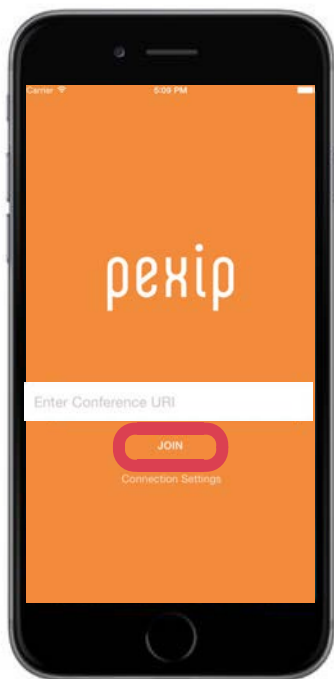 Carrier 5:09 PM
pexip
Enter Conference URI
JOIN
Connection Settings